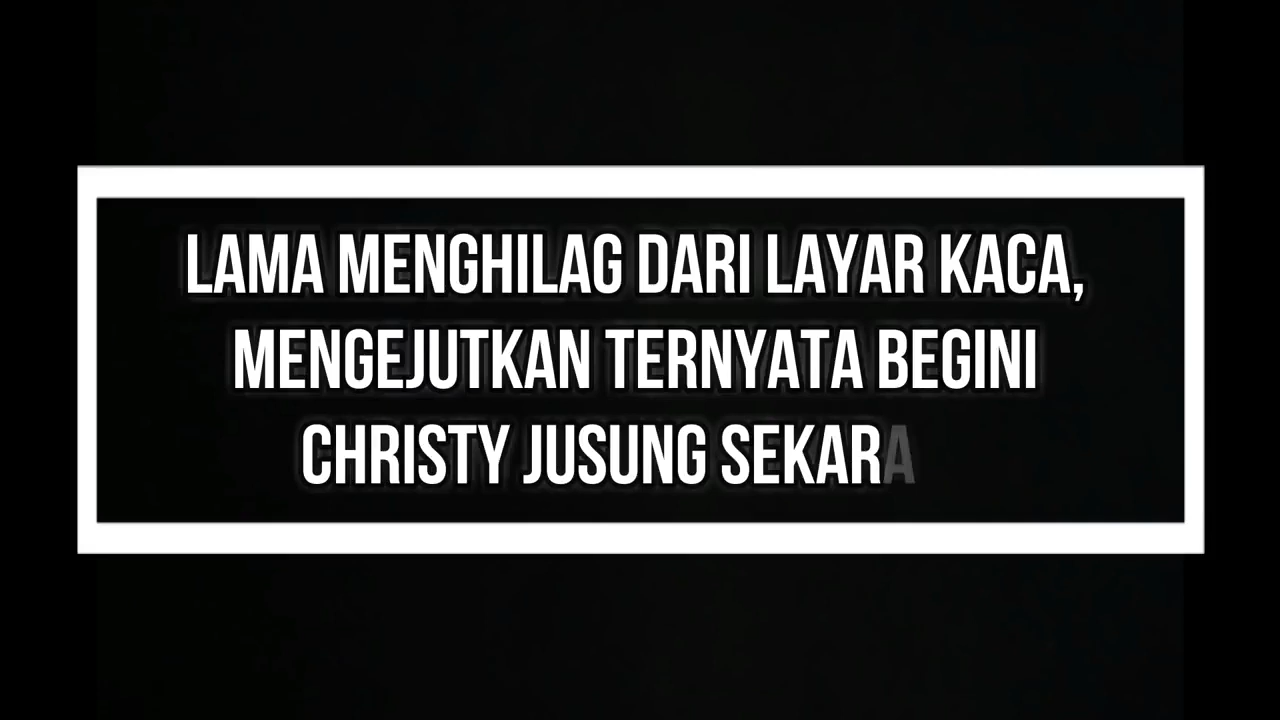 LAMA MENGHILAG DARI LAYAR KACA,
MENGEJUTKAN TERNYATA BEGINI
CHRISTY JUSUNG SEKARA